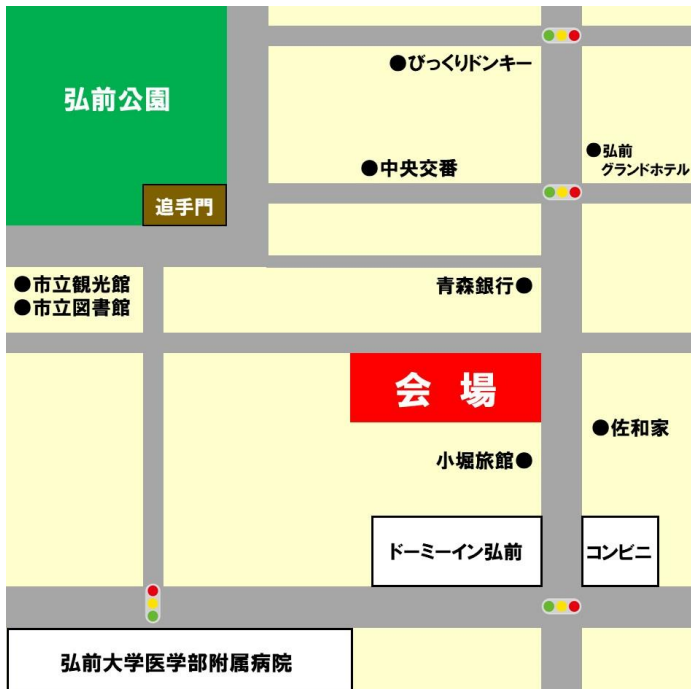 ●びっくりドンキー
弘前公園
●弘前
グランドホテル
●中央交番
追手門
●市立観光館
●市立図書館
青森銀行●
会 場
●佐和家
小堀旅館●
ドーミーイン弘前
コンビニ
弘前大学医学部附属病院